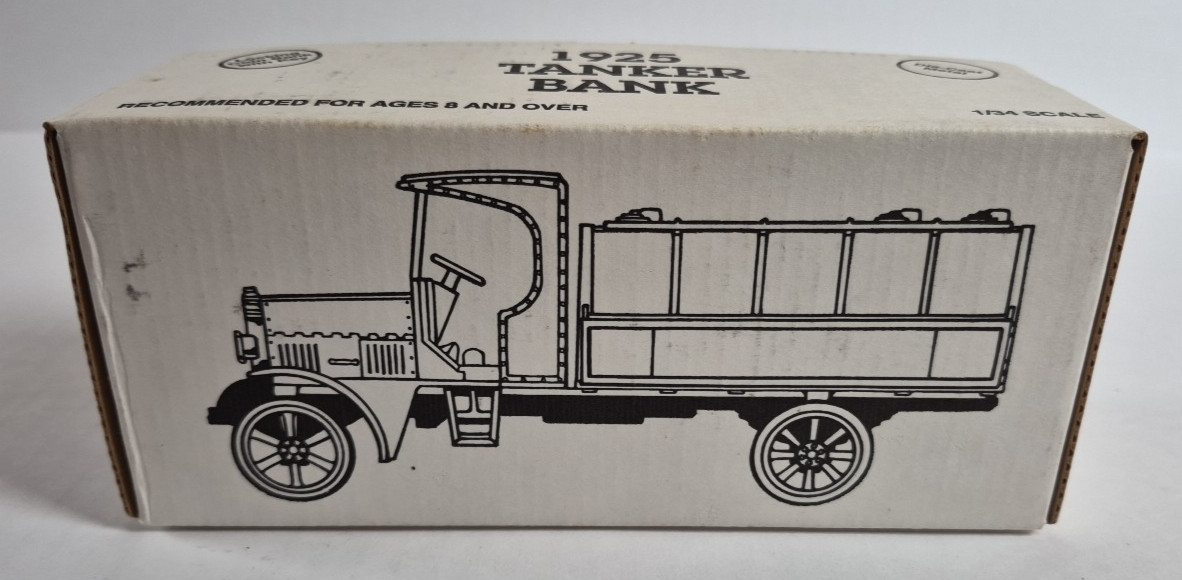 1925
TANKER
BANK
RECOMMENDED FOR AGES 8 AND OVER
1/34 SCALE